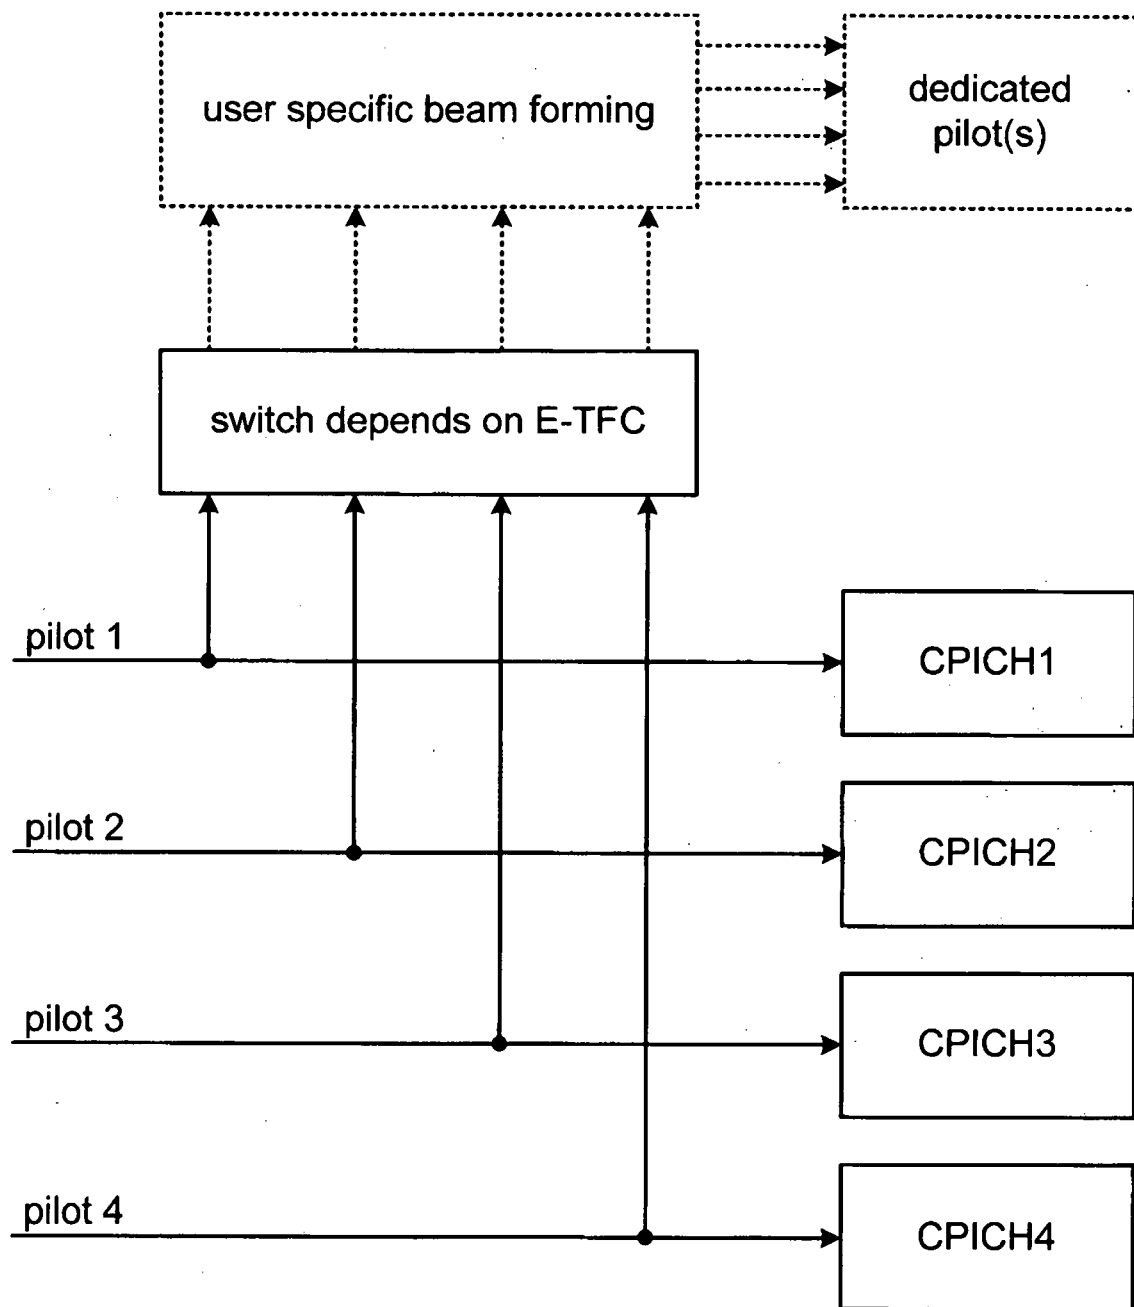 user specific beam forming
dedicated
pilot(s)
switch depends on E-TFC
pilot 1
CPICH1
pilot 2
CPICH2
pilot 3
CPICH3
pilot 4
CPICH4